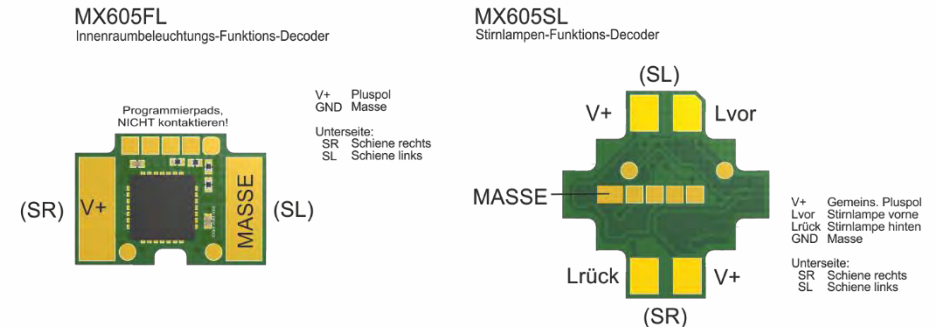 MX605FL
Innenraumbeleuchtungs-Funktions-Decoder
Programmierpads,
NICHT kontaktieren!
V+ Pluspol
GND Masse
Unterseite:
SR Schiene rechts
SL Schiene links
(SR)
V+
MASSE
(SL)
MX605SL
Stirnlampen-Funktions-Decoder
(SL)
V+
Lvor
MASSE
Lrück
V+
(SR)
V+ Gemeins. Pluspol
Lvor Stirnlampe vorne
Lrück Stirnlampe hinten
GND Masse
Unterseite:
SR Schiene rechts
SL Schiene links